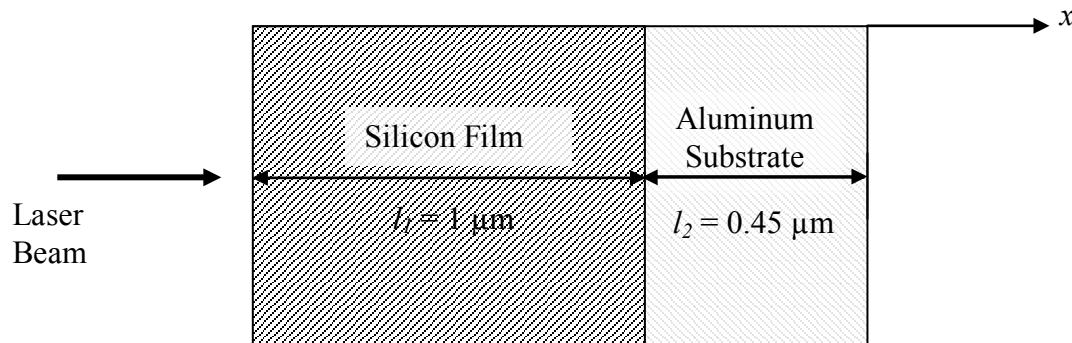 x
Silicon Film
Aluminum
Substrate
Laser
Beam
l₁ = 1 µm
l₂ = 0.45 µm